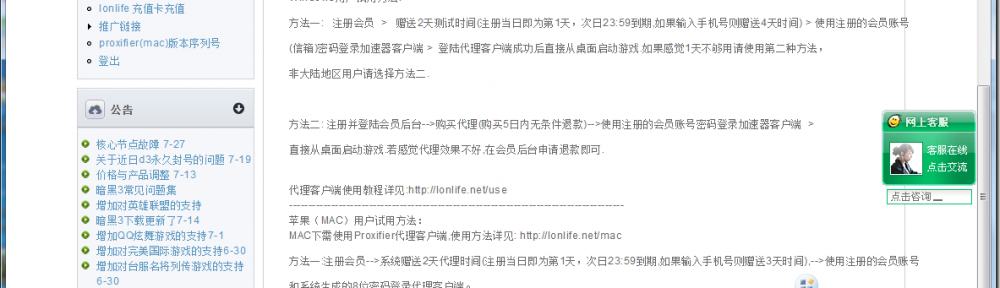 lonlife 充值卡充值
推广链接
proxifier(mac)版本序列号
登出
公告
核心节点故障 7-27
关于近日d3永久封号的问题 7-19
价格与产品调整 7-13
暗黑3常见问题集
增加对英雄联盟的支持
暗黑3下载更新了7-14
增加QQ炫舞游戏的支持7-1
增加对完美国际游戏的支持6-30
增加对台服名将列传游戏的支持
6-30
方法一: 注册会员 > 赠送2天测试时间(注册当日即为第1天，次日23:59到期,如果输入手机号则赠送4天时间) > 使用注册的会员账号
(信箱)密码登录加速器客户端 > 登陆代理客户端成功后直接从桌面启动游戏.如果感觉1天不够用请使用第二种方法，
非大陆地区用户请选择方法二.
方法二: 注册并登陆会员后台-->购买代理(购买5日内无条件退款)-->使用注册的会员账号密码登录加速器客户端 >
直接从桌面启动游戏.若感觉代理效果不好,在会员后台申请退款即可.
代理客户端使用教程详见:http://lonlife.net/use
--------------------------------------------------------------------------------
苹果（MAC）用户试用方法：
MAC下需使用Proxifier代理客户端,使用方法详见: http://lonlife.net/mac
方法一:注册会员-->系统赠送2天代理时间(注册当日即为第1天，次日23:59到期,如果输入手机号则赠送3天时间),-->使用注册的会员账号
和系统生成的8位密码登录代理客户端。
网上客服
客服在线
点击交流
点击咨询